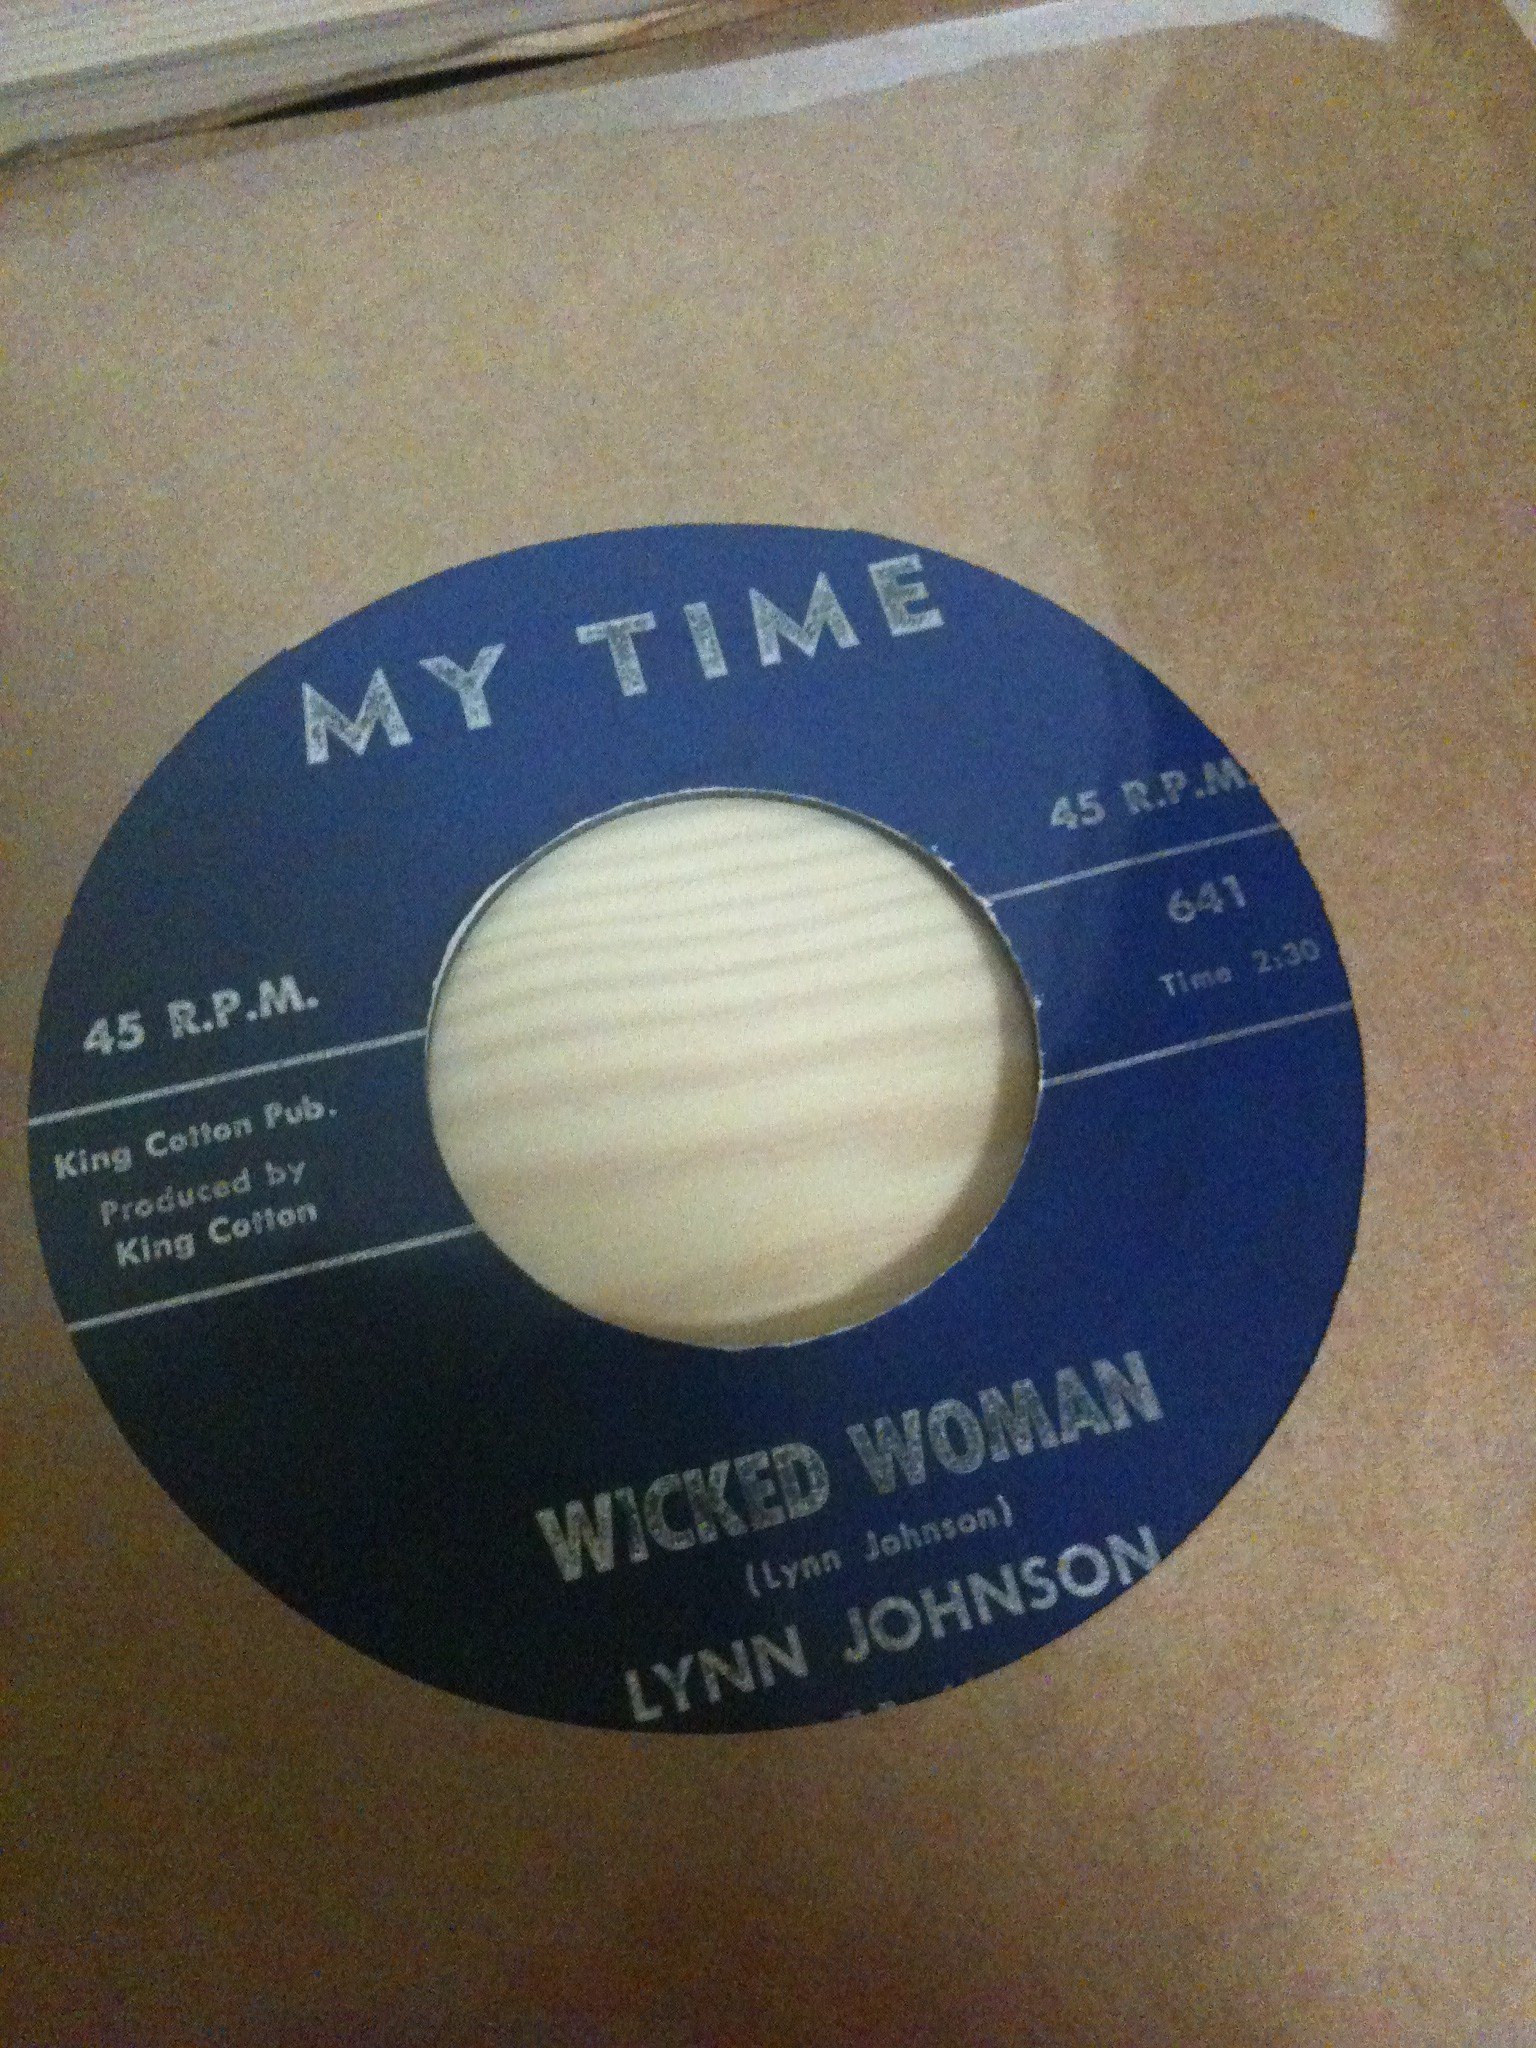 MY TIME
45 R.P.M.
641
Time 2:30
45 R.P.M.
King Cotton Pub.
Produced by
King Cotton
WICKED WOMAN
(Lynn Johnson)
LYNN JOHNSON